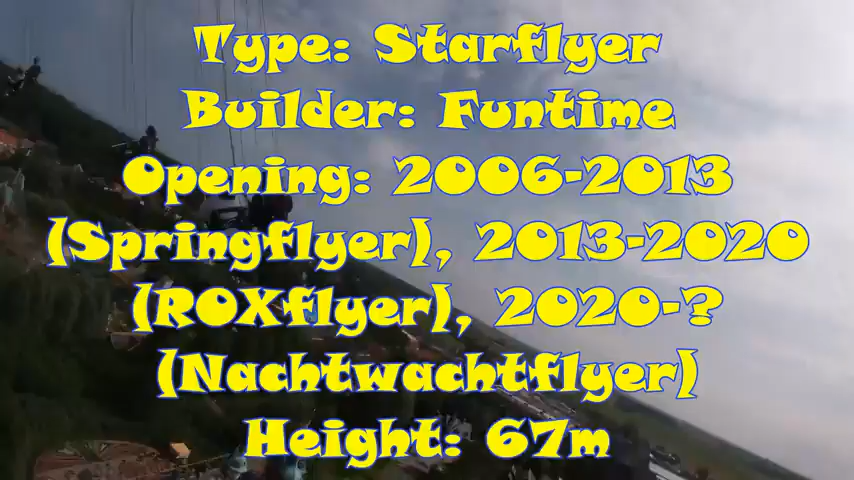 Type: Starflyer
Builder: Funtime
Opening: 2006-2013
(Springflyer), 2013-2020
(ROXflyer), 2020-?
(Nachtwachtflyer)
Height: 67m